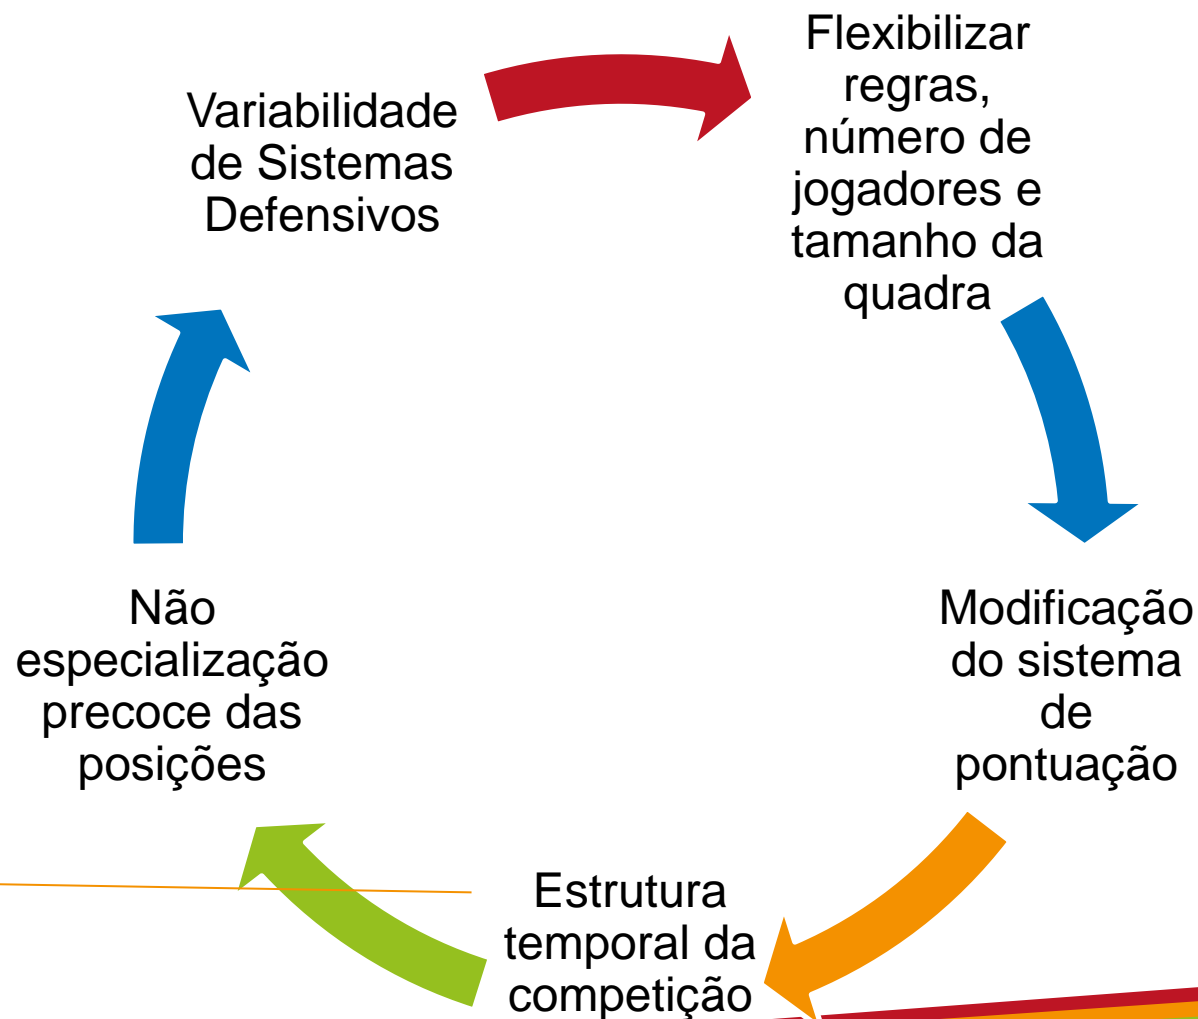 Flexibilizar
regras,
número de
jogadores e
tamanho da
quadra
Variabilidade
de Sistemas
Defensivos
Modificação
do sistema
de
pontuação
Não
especialização
precoce das
posições
Estrutura
temporal da
competição